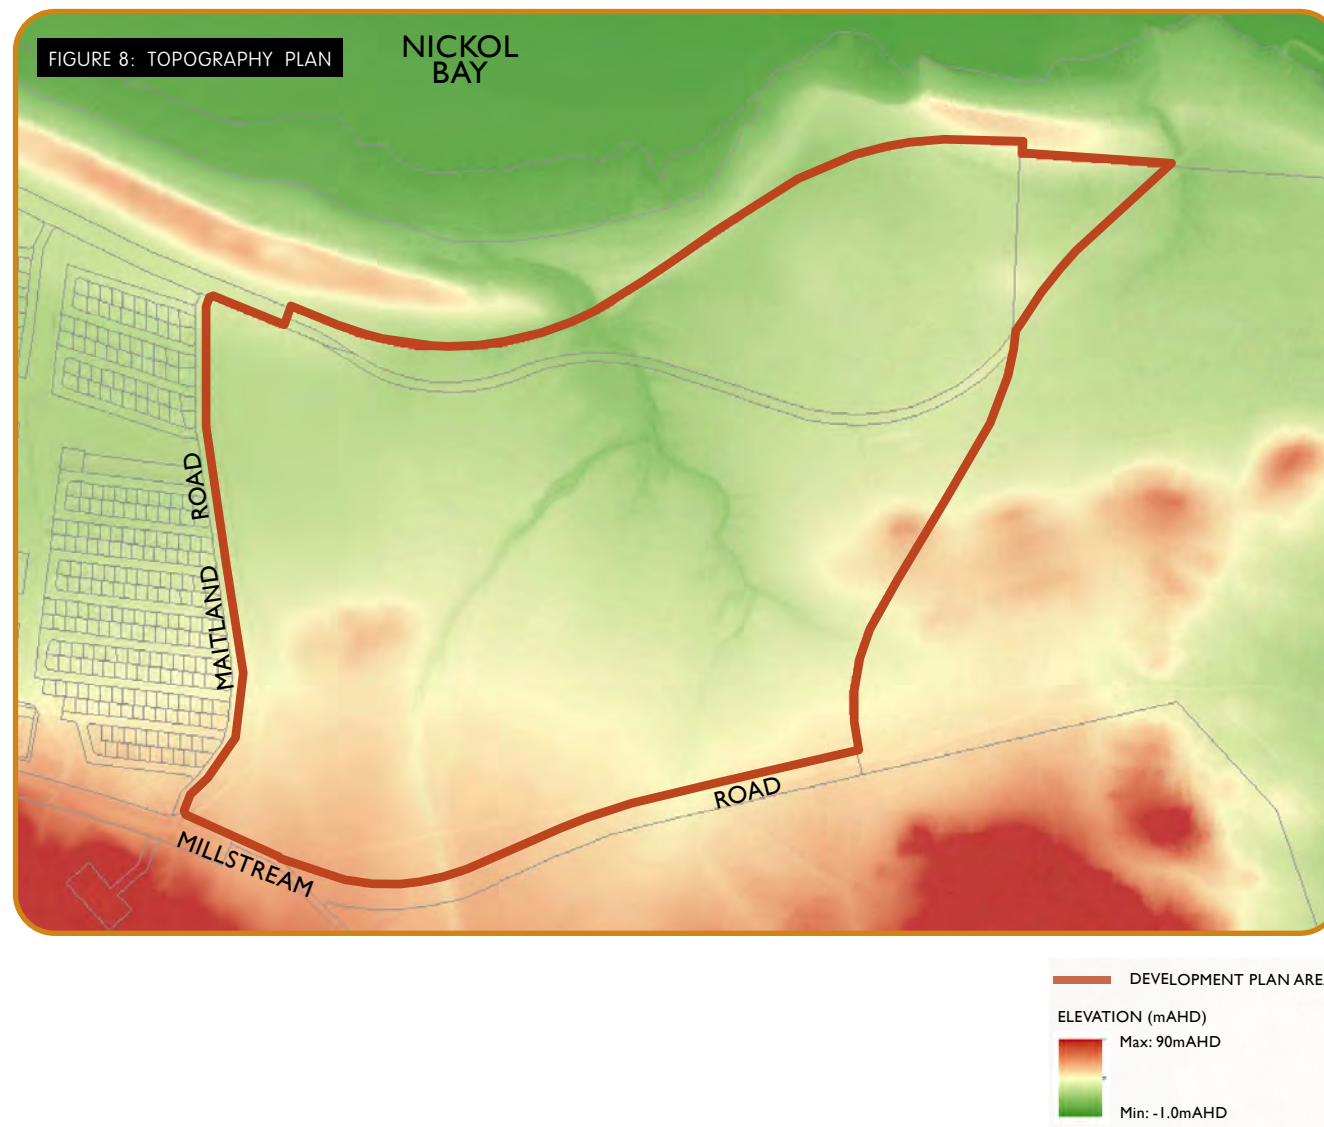 FIGURE 8: TOPOGRAPHY PLAN
NICKOL
BAY
MAITLAND ROAD
MILLSTREAM ROAD
DEVELOPMENT PLAN ARE
ELEVATION (mAHD)
Max: 90mAHD
Min: -1.0mAHD